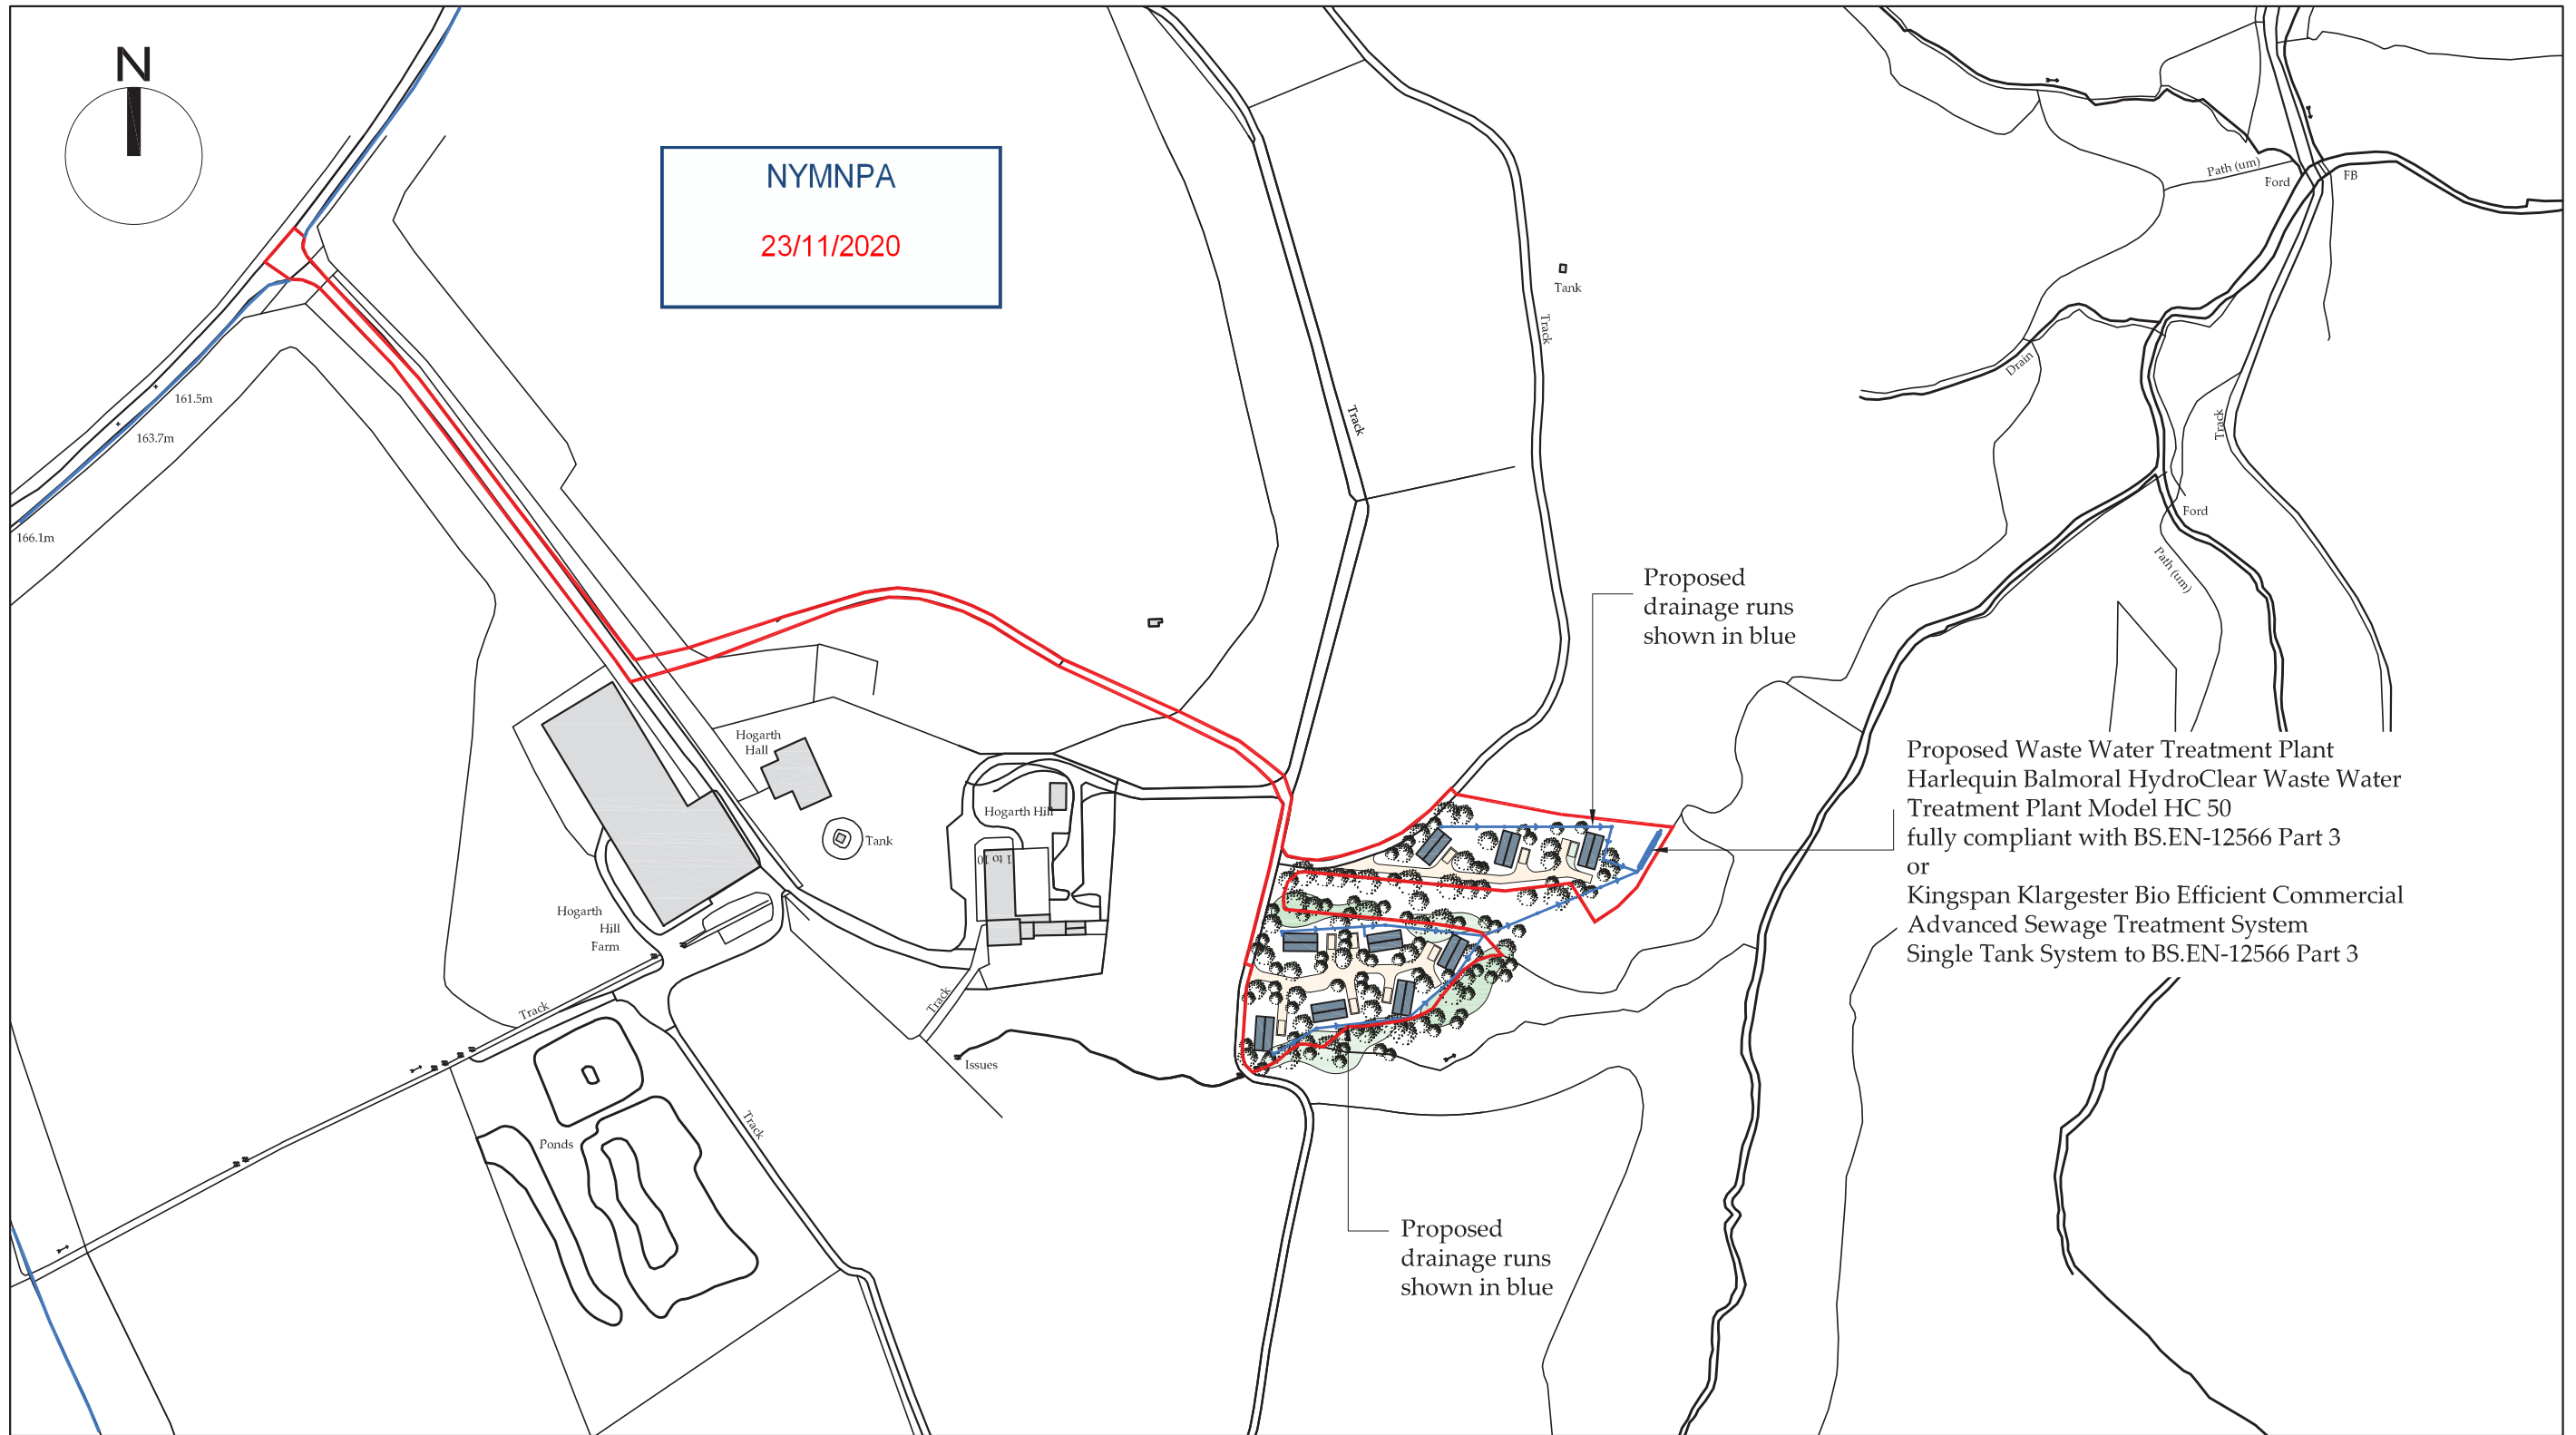 N
NYMNPA
23/11/2020
Path (um)
Ford
FB
Tank
Track
Drain
161.5m
163.7m
166.1m
Track
Track
Ford
Path (um)
Proposed
drainage runs
shown in blue
Hogarth
Hall
Proposed Waste Water Treatment Plant
Harlequin Balmoral HydroClear Waste Water
Treatment Plant Model HC 50
fully compliant with BS.EN-12566 Part 3
or
Kingspan Klargester Bio Efficient Commercial
Advanced Sewage Treatment System
Single Tank System to BS.EN-12566 Part 3
Hogarth Hill
Tank
1 to 10
Hogarth
Hill
Farm
Track
Track
Issues
Track
Ponds
Proposed
drainage runs
shown in blue